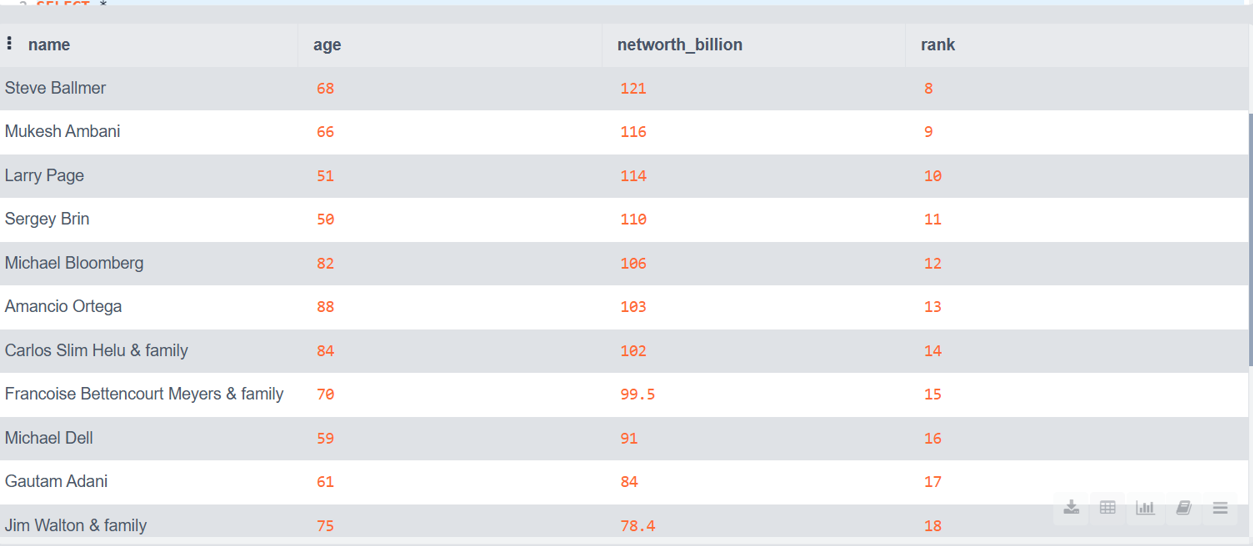 2 SELECT *
name age networth_billion rank
Steve Ballmer 68 121 8
Mukesh Ambani 66 116 9
Larry Page 51 114 10
Sergey Brin 50 110 11
Michael Bloomberg 82 106 12
Amancio Ortega 88 103 13
Carlos Slim Helu & family 84 102 14
Francoise Bettencourt Meyers & family 70 99.5 15
Michael Dell 59 91 16
Gautam Adani 61 84 17
Jim Walton & family 75 78.4 18